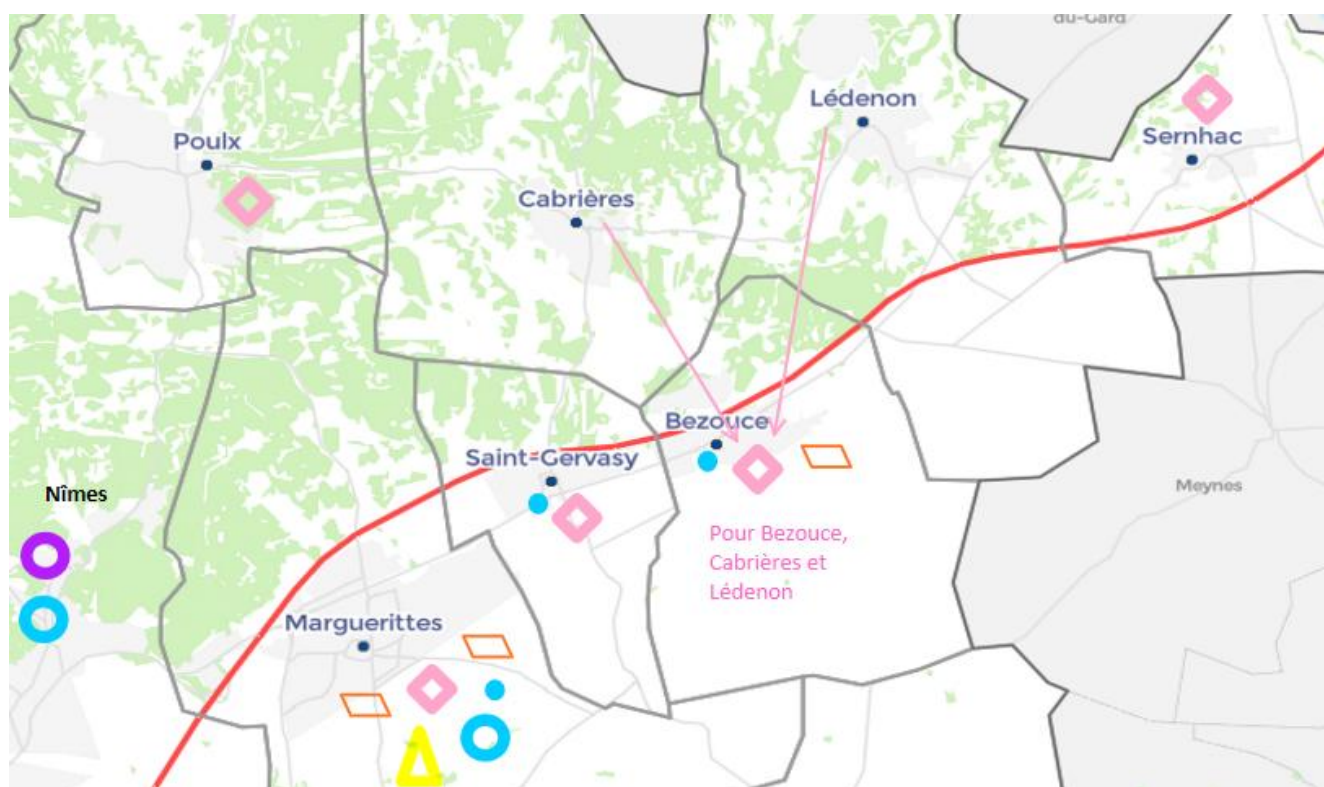 du-Gard
Lédenon
Poulx
Sernhac
Cabrières
Bezouce
Saint-Gervasy
Nîmes
Meynes
Pour Bezouce,
Cabrières et
Lédenon
Marguerittes